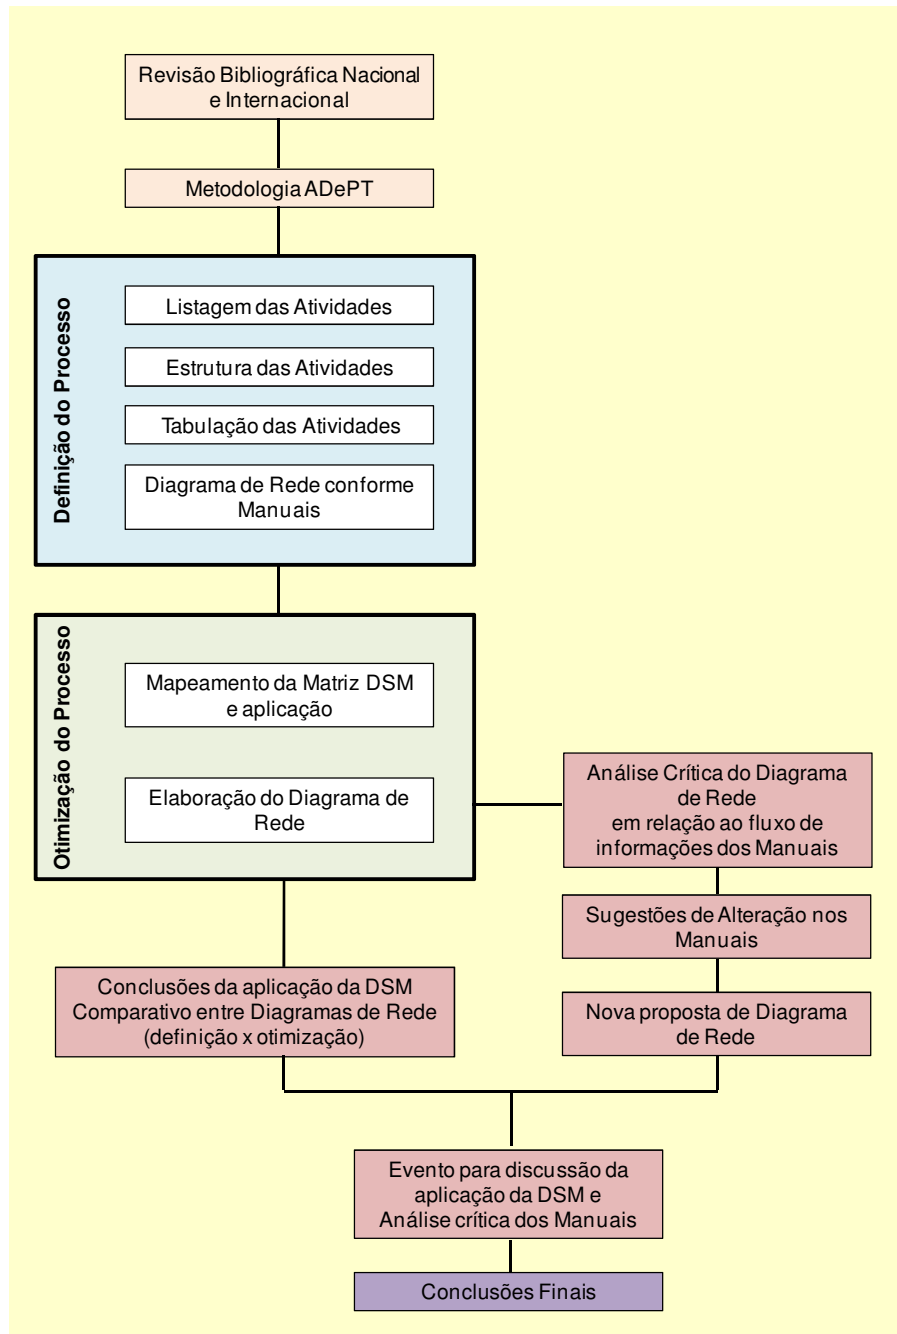 Revisão Bibliográfica Nacional
e Internacional
Metodologia ADePT
Definição do Processo
Listagem das Atividades
Estrutura das Atividades
Tabulação das Atividades
Diagrama de Rede conforme
Manuais
Otimização do Processo
Mapeamento da Matriz DSM
e aplicação
Elaboração do Diagrama de
Rede
Análise Crítica do Diagrama
de Rede
em relação ao fluxo de
informações dos Manuais
Sugestões de Alteração nos
Manuais
Nova proposta de Diagrama
de Rede
Conclusões da aplicação da DSM
Comparativo entre Diagramas de Rede
(definição x otimização)
Evento para discussão da
aplicação da DSM e
Análise crítica dos Manuais
Conclusões Finais